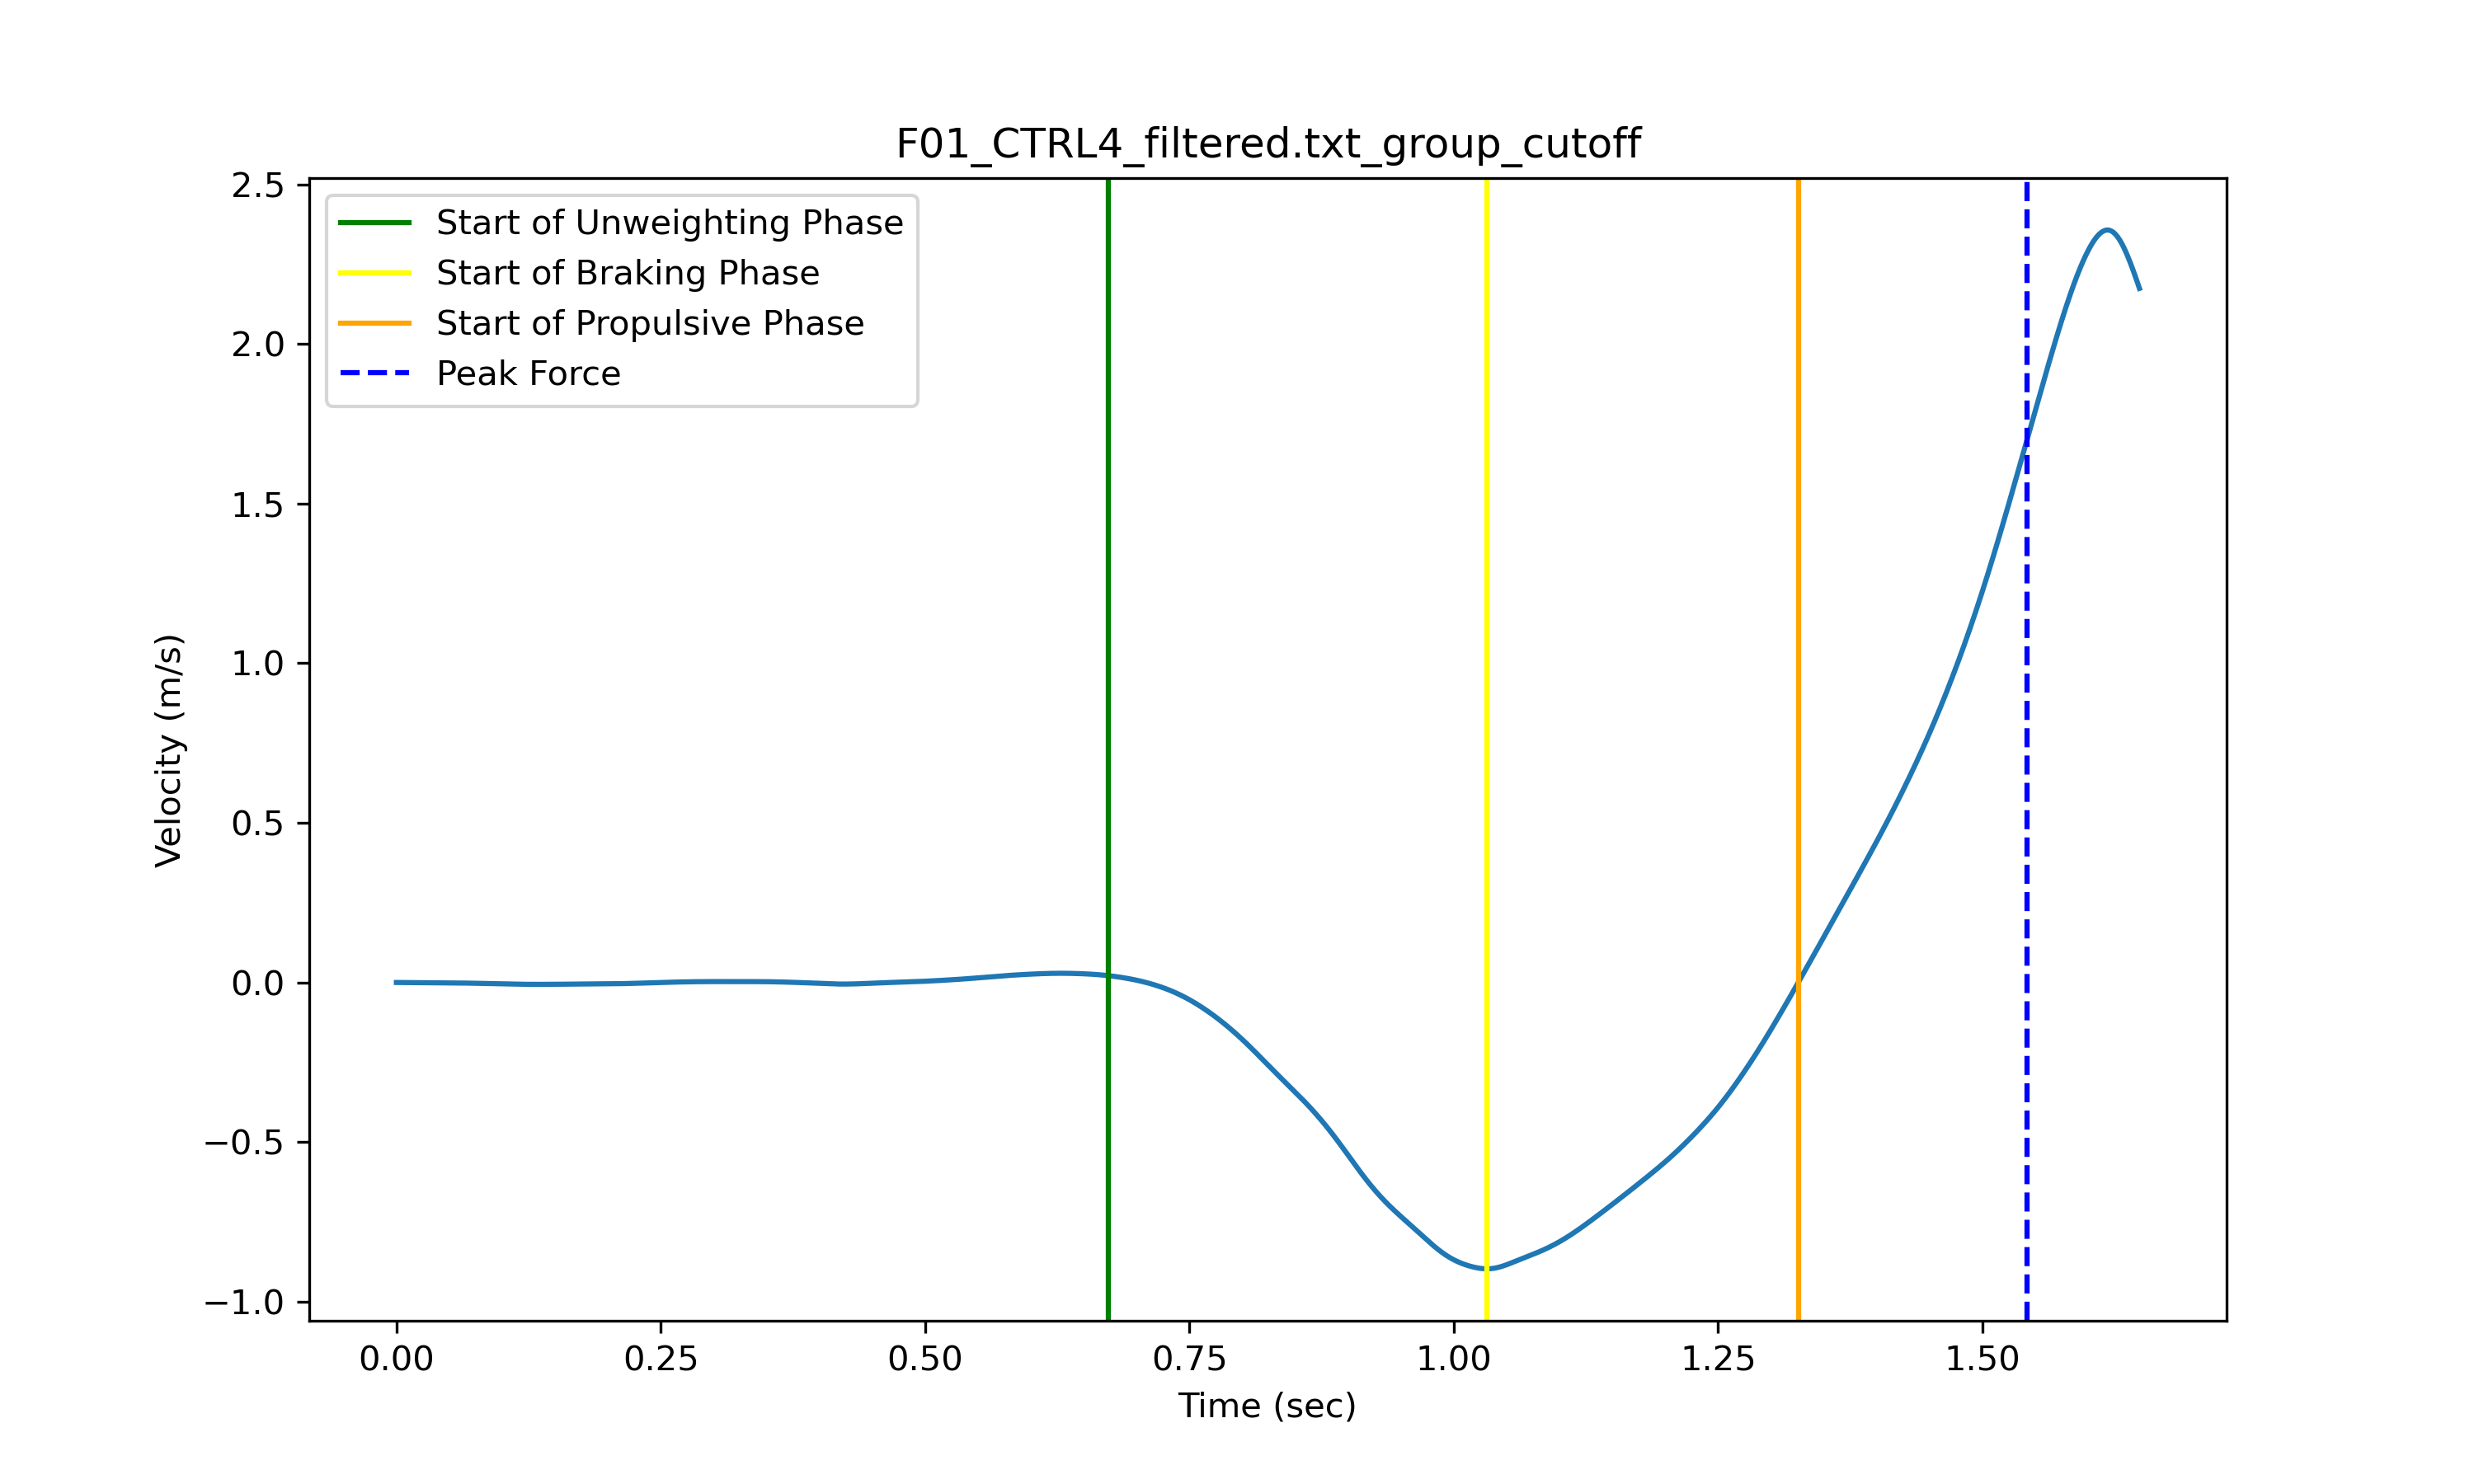 F01_CTRL4_filtered.txt_group_cutoff
2.5
2.0
1.5
1.0
0.5
0.0
−0.5
−1.0
Velocity (m/s)
Start of Unweighting Phase
Start of Braking Phase
Start of Propulsive Phase
Peak Force
0.00 0.25 0.50 0.75 1.00 1.25 1.50
Time (sec)